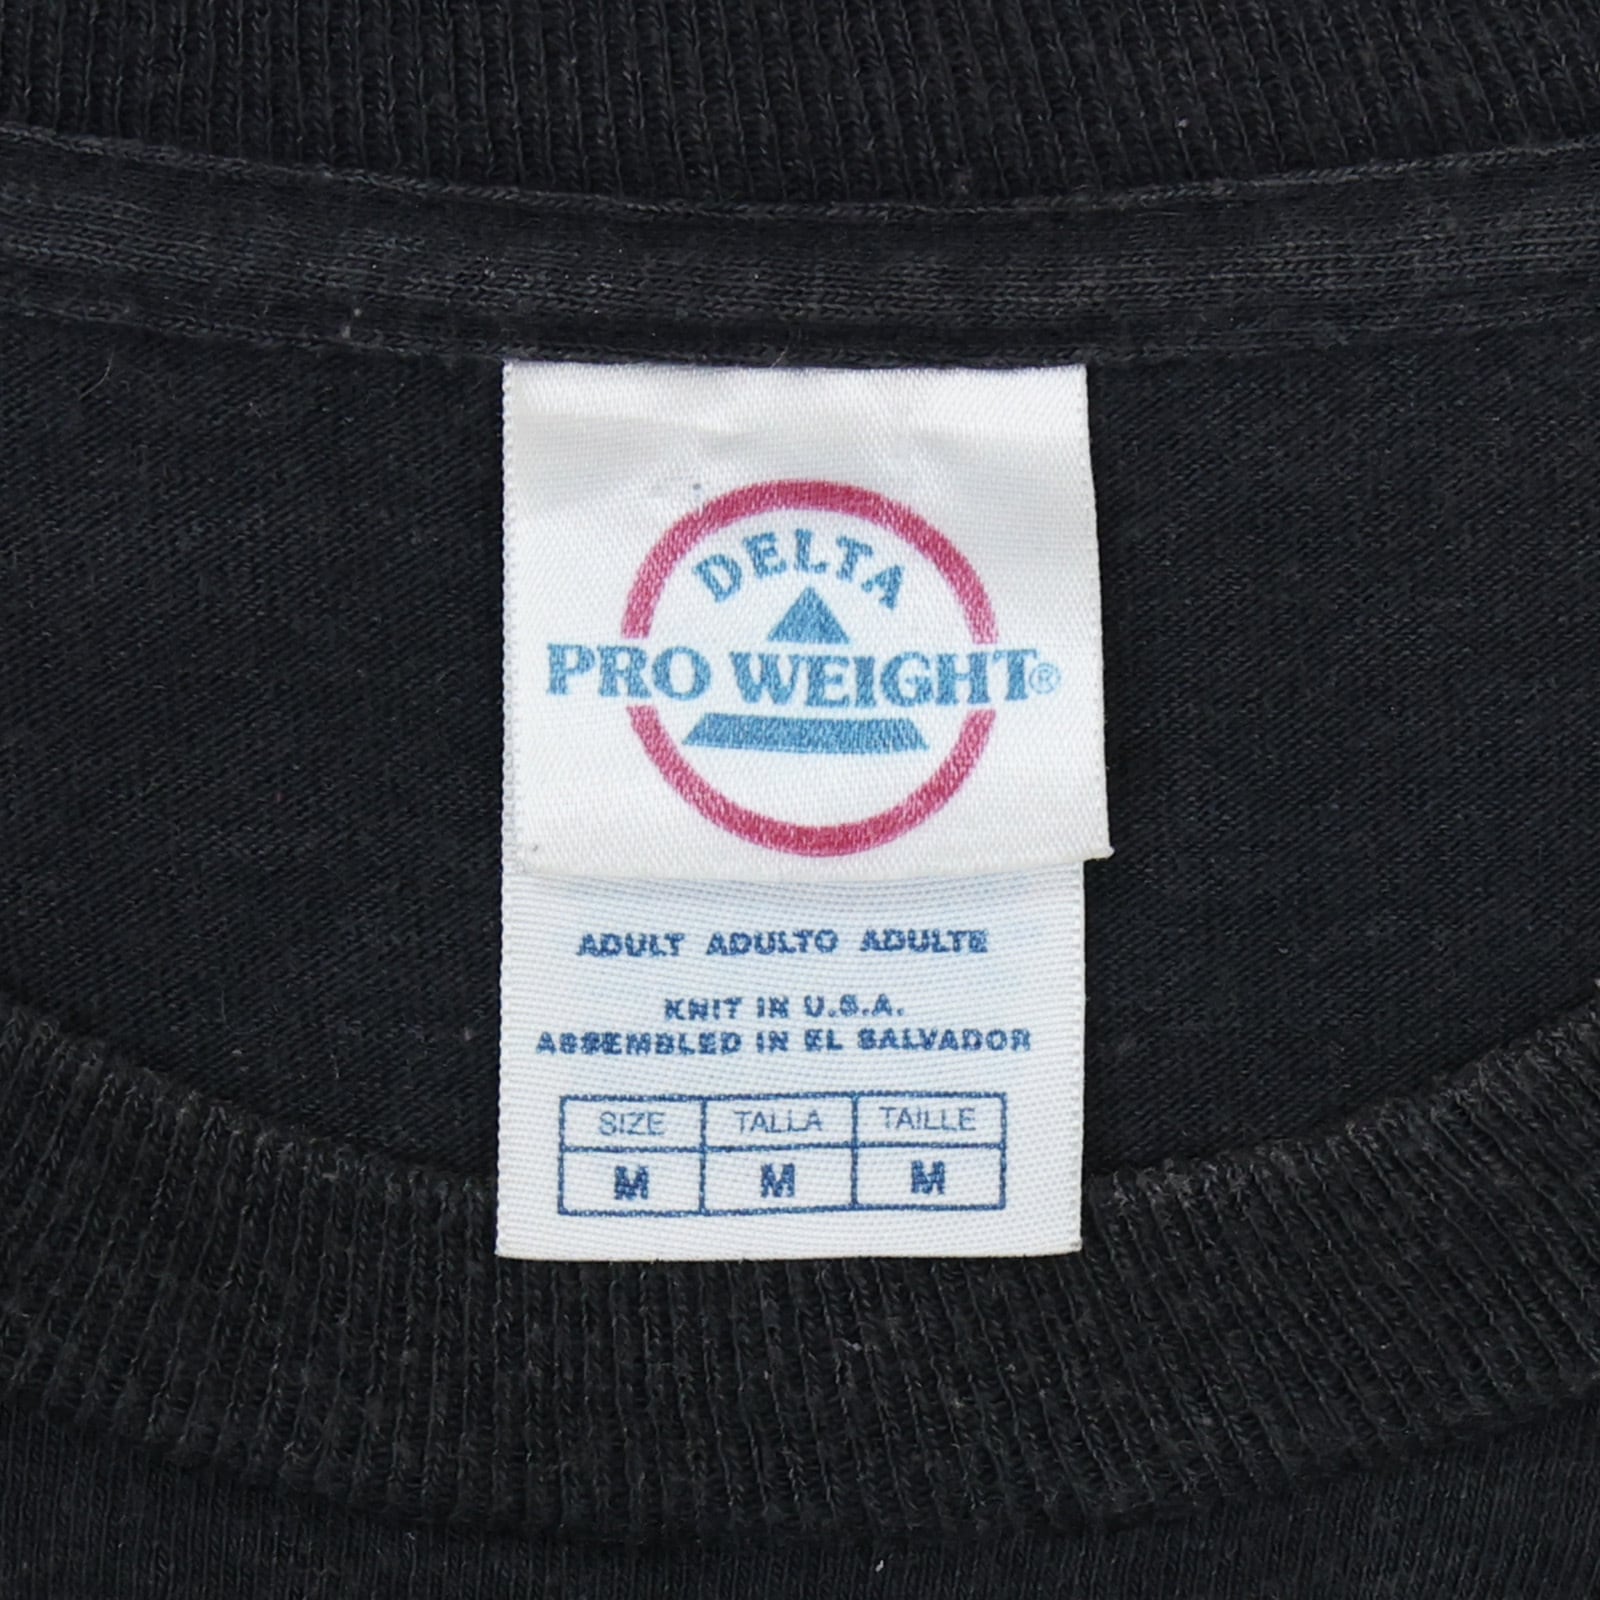 DELTA
PRO WEIGHT®
ADULT ADULTO ADULTE
KNIT IN U.S.A.
ASSEMBLED IN EL SALVADOR
SIZE TALLA TAILLE
M M M